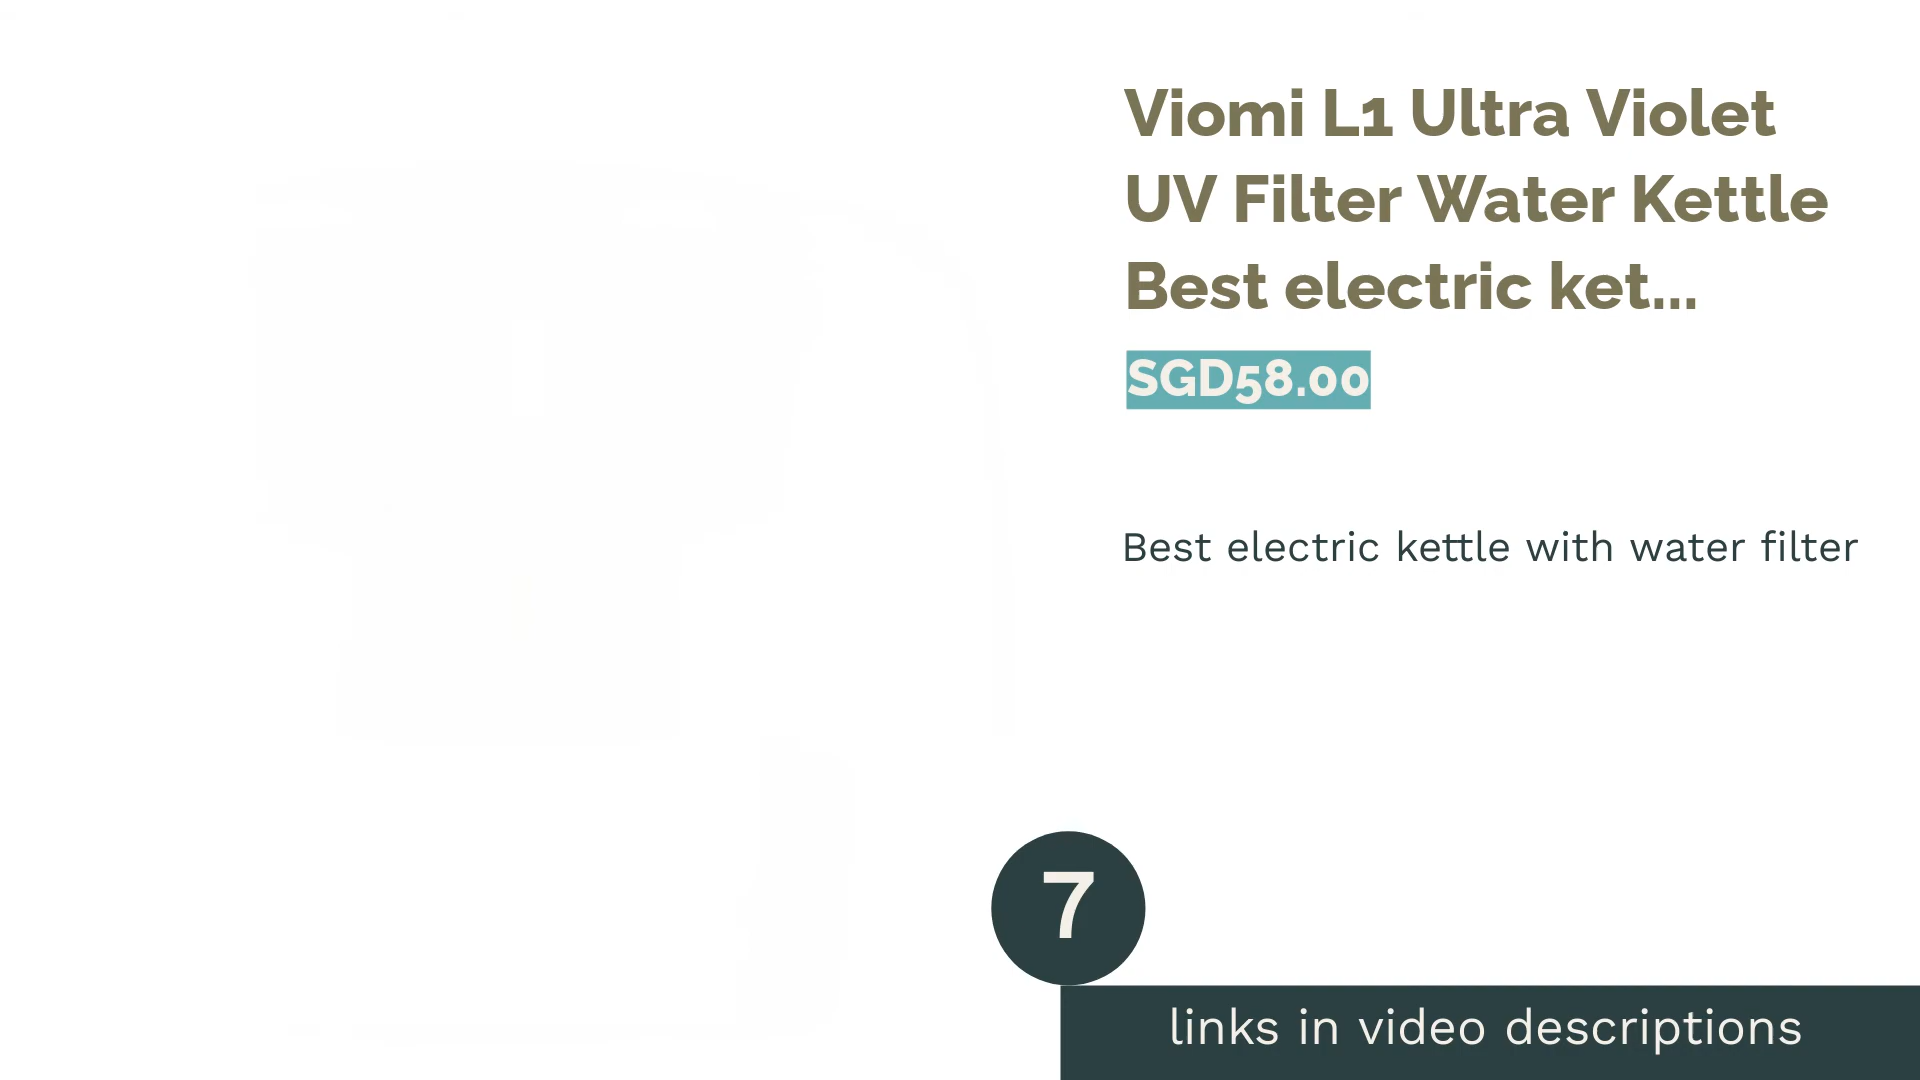 Viomi L1 Ultra Violet
UV Filter Water Kettle
Best electric ket...
SGD58.00
Best electric kettle with water filter
7
links in video descriptions